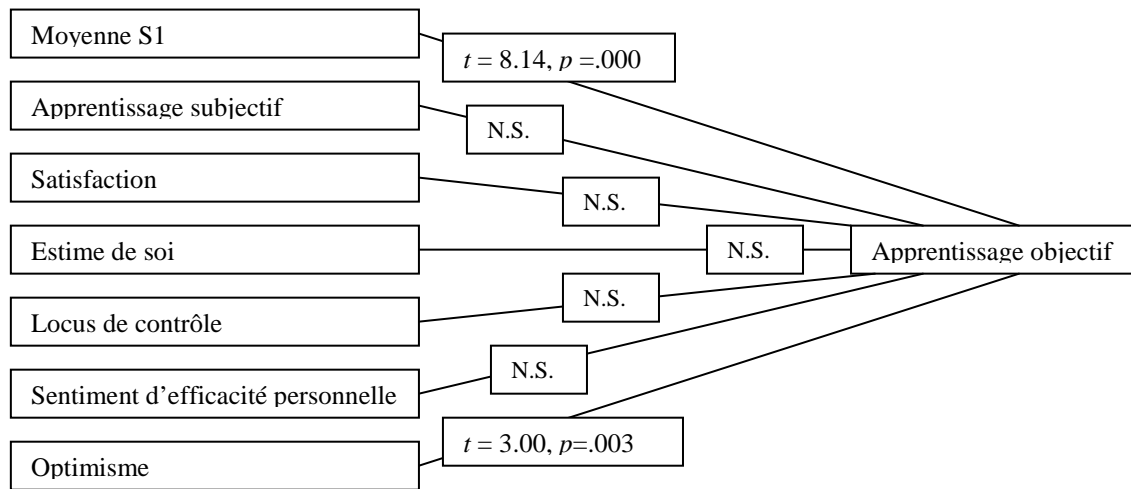 Moyenne S1
t = 8.14, p =.000
Apprentissage subjectif
N.S.
Satisfaction
N.S.
Estime de soi
N.S.
Apprentissage objectif
Locus de contrôle
N.S.
Sentiment d’efficacité personnelle
N.S.
Optimisme
t = 3.00, p=.003